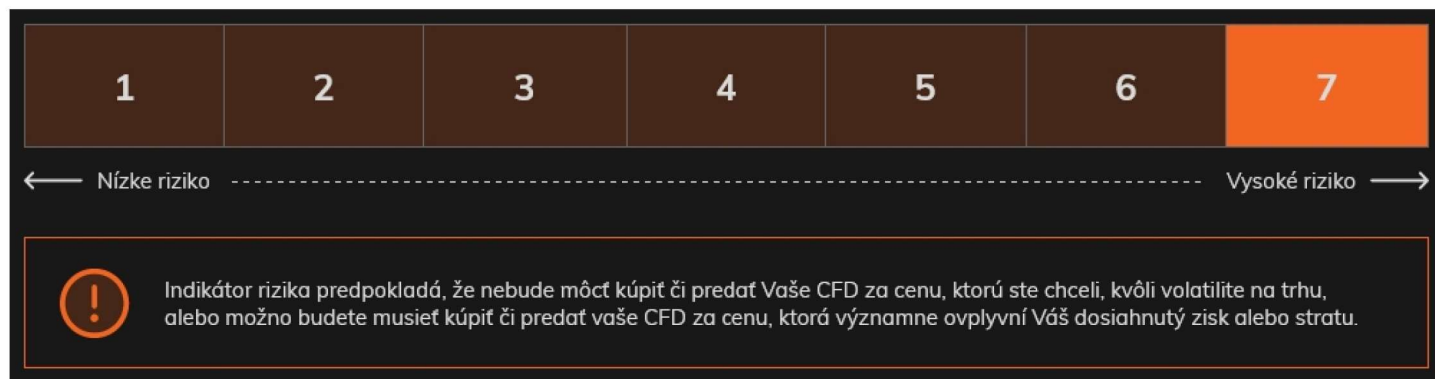 1 2 3 4 5 6 7
Nízke riziko Vysoké riziko
Indikátor rizika predpokladá, že nebude môcť kúpiť či predať Vaše CFD za cenu, ktorú ste chceli, kvôli volatilite na trhu,
alebo možno budete musieť kúpiť či predať vaše CFD za cenu, ktorá významne ovplyvní Váš dosiahnutý zisk alebo stratu.